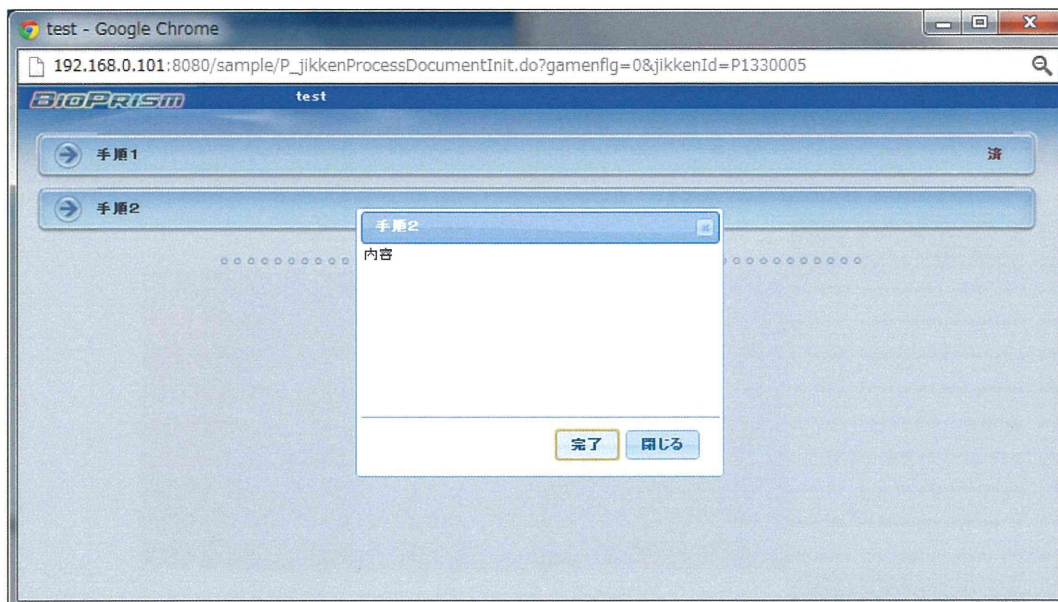 test - Google Chrome
192.168.0.101:8080/sample/P_jikkenProcessDocumentInit.do?gamenflg=0&jikkenId=P1330005
BioPrism test
手順1 済
手順2
手順2
内容
完了 閉じる